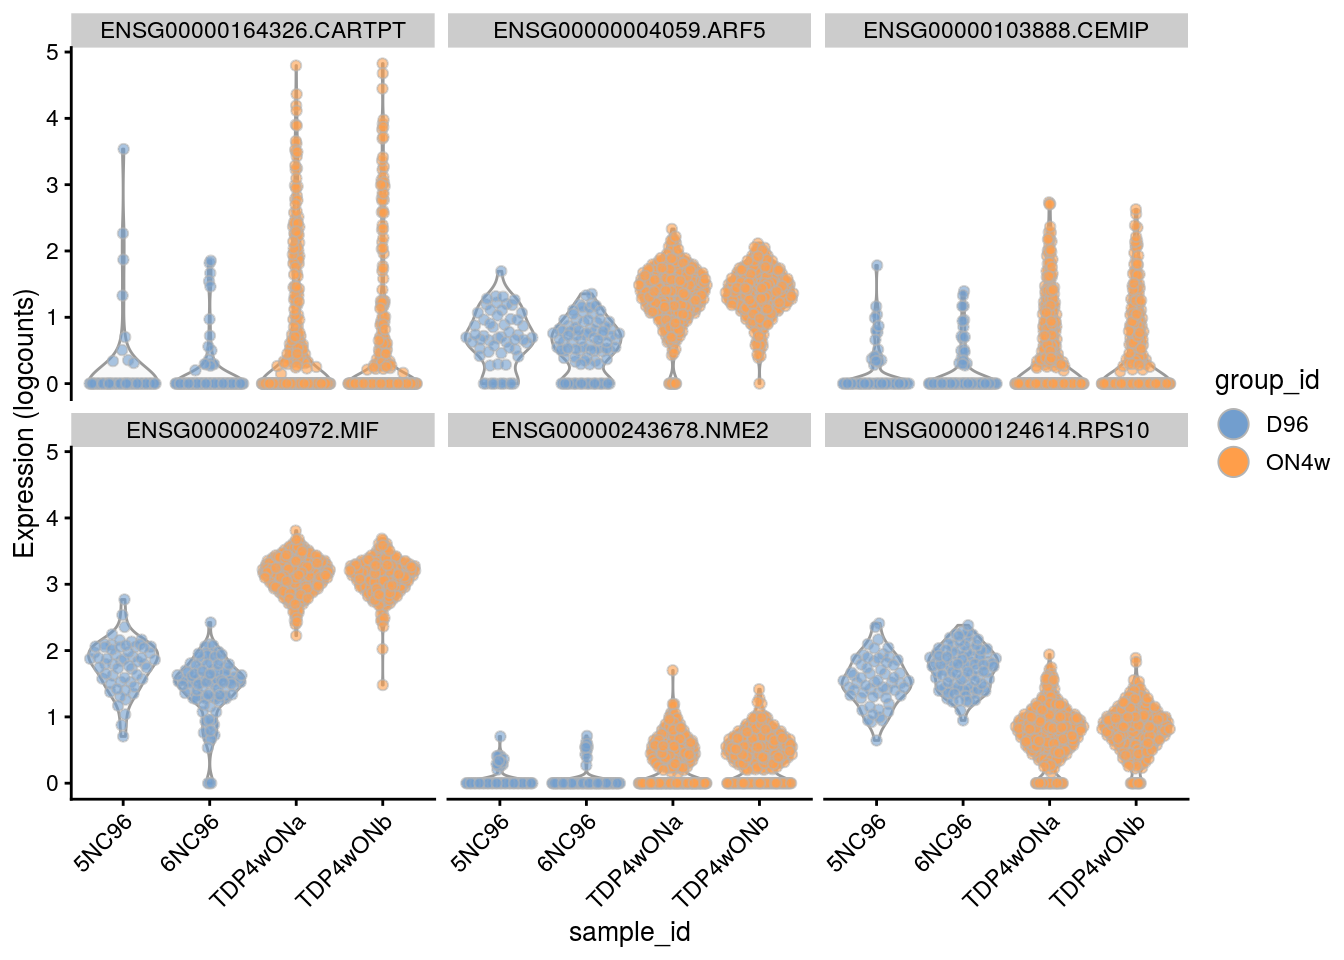 ENSG00000164326.CARTPT ENSG00000004059.ARF5 ENSG00000103888.CEMIP
5
4
3
2
1
0
ENSG00000240972.MIF ENSG00000243678.NME2 ENSG00000124614.RPS10
5
4
3
2
1
0
Expression (logcounts)
5NC96 6NC96 TDP4wONa TDP4wONb 5NC96 6NC96 TDP4wONa TDP4wONb 5NC96 6NC96 TDP4wONa TDP4wONb
sample_id
group_id
D96
ON4w